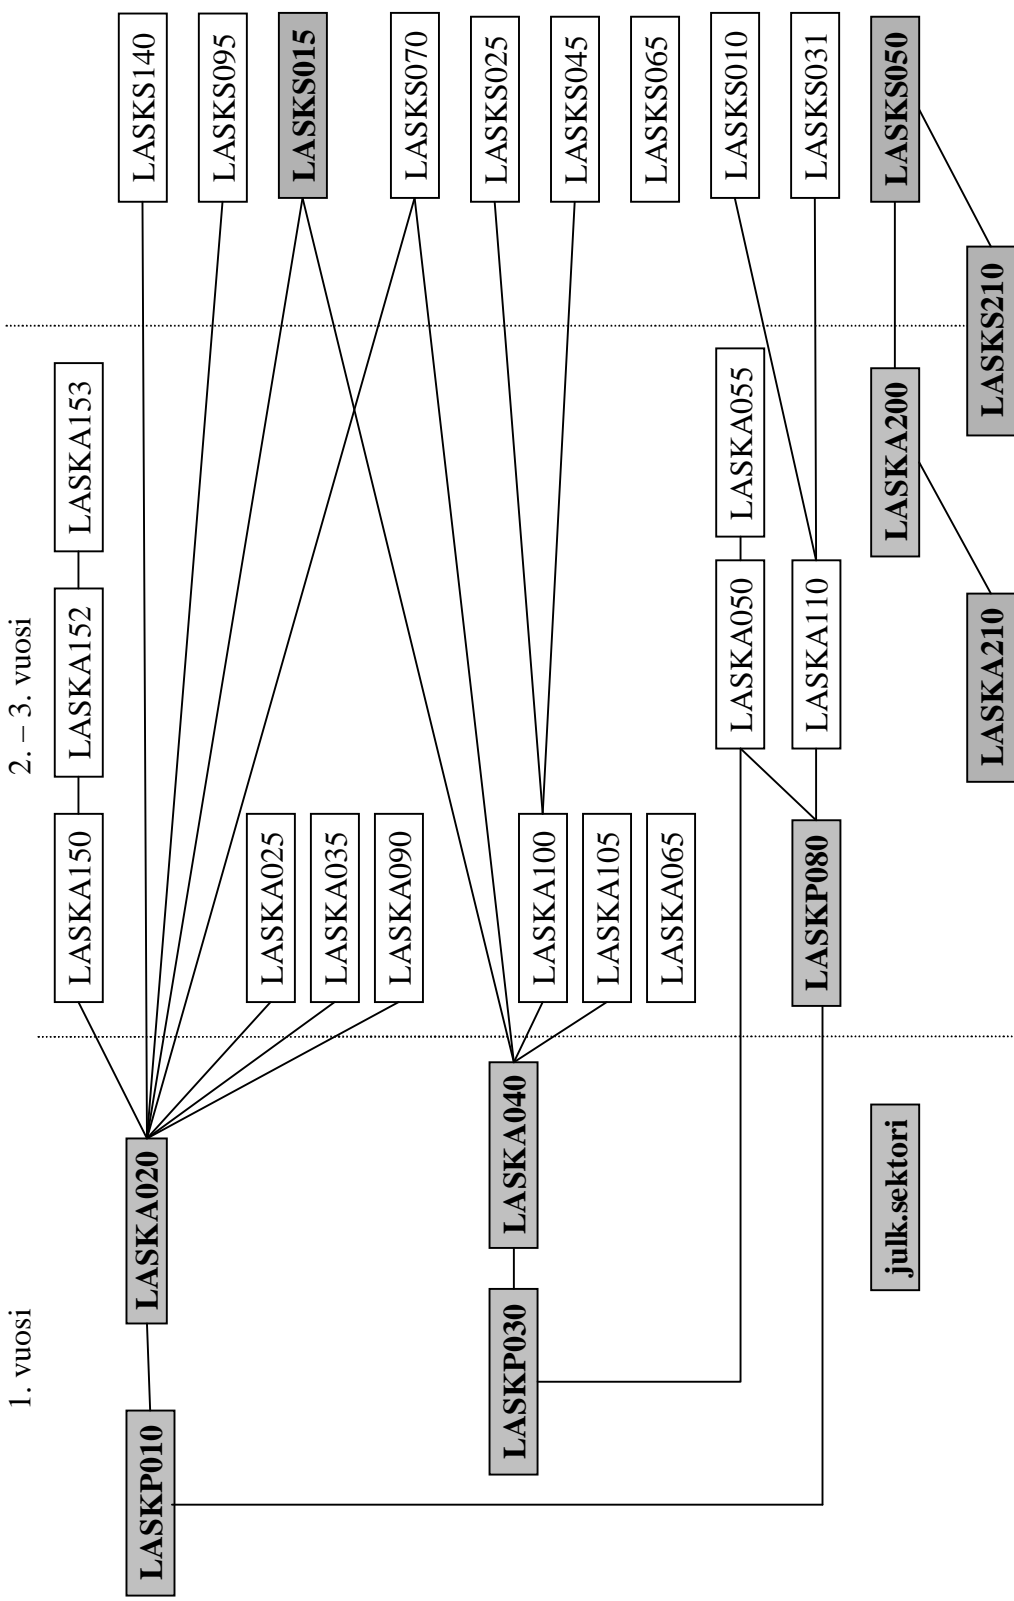 1. vuosi
2. – 3. vuosi
LASKP010
LASKA020
LASKP030
LASKA040
julk.sektori
LASKA150
LASKA152
LASKA153
LASKA025
LASKA035
LASKA090
LASKA100
LASKA105
LASKA065
LASKA050
LASKA055
LASKP080
LASKA110
LASKA200
LASKA210
LASKS140
LASKS095
LASKS015
LASKS070
LASKS025
LASKS045
LASKS065
LASKS010
LASKS031
LASKS050
LASKS210